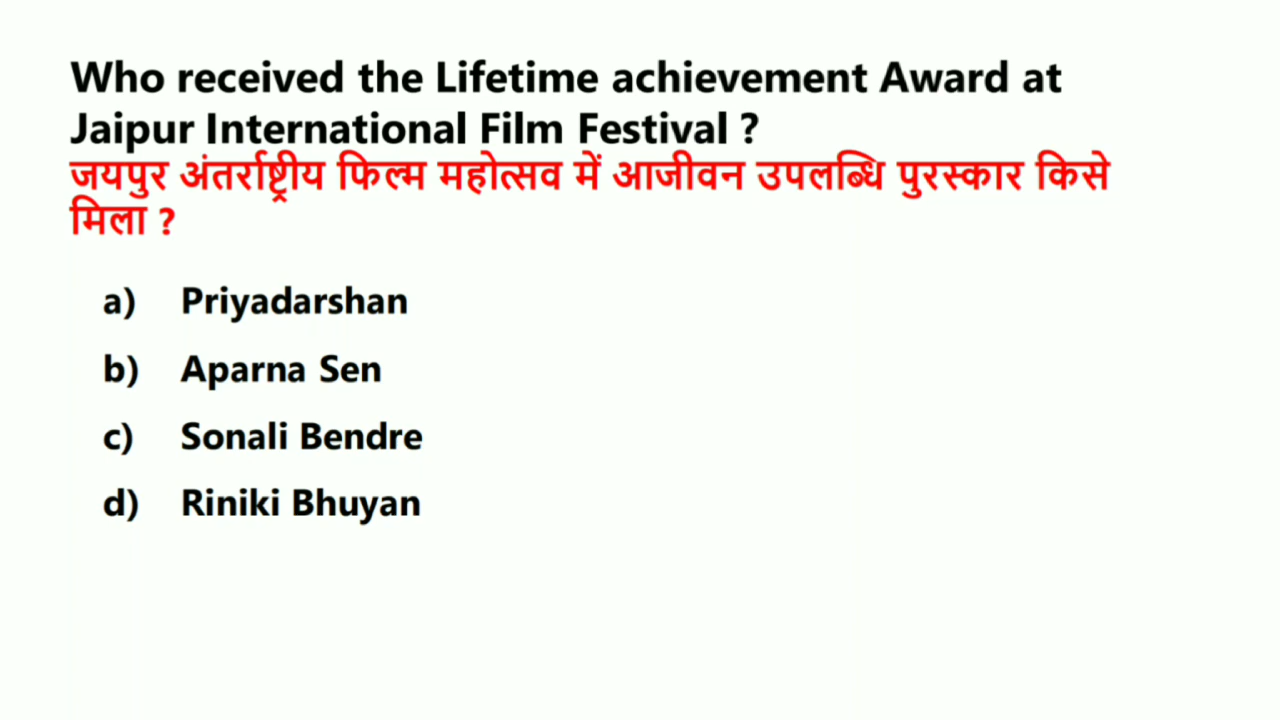 Who received the Lifetime achievement Award at
Jaipur International Film Festival ?
जयपुर अंतर्राष्ट्रीय फिल्म महोत्सव में आजीवन उपलब्धि पुरस्कार किसे
मिला ?
a) Priyadarshan
b) Aparna Sen
c) Sonali Bendre
d) Riniki Bhuyan